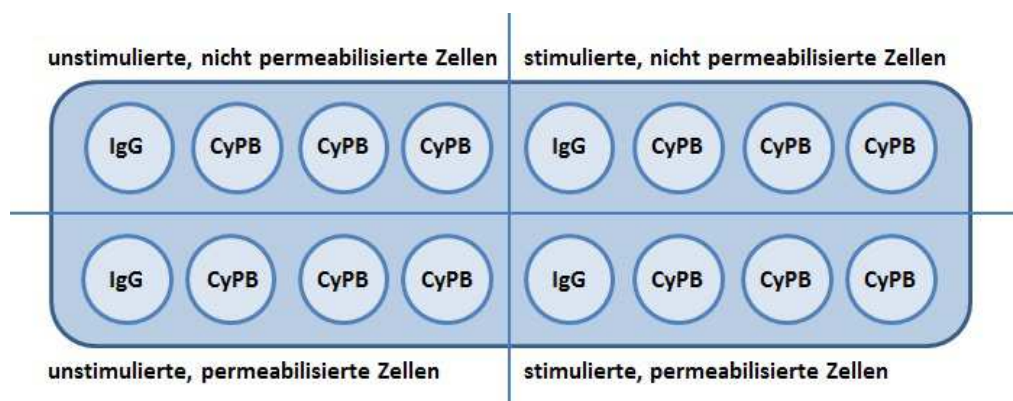 unstimulierte, nicht permeabilisierte Zellen stimulierte, nicht permeabilisierte Zellen
IgG CyPB CyPB CyPB IgG CyPB CyPB CyPB
IgG CyPB CyPB CyPB IgG CyPB CyPB CyPB
unstimulierte, permeabilisierte Zellen stimulierte, permeabilisierte Zellen